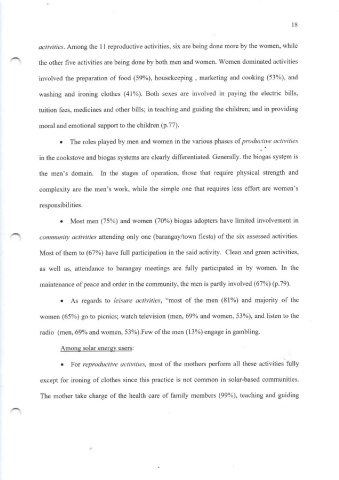 18
activities. Among the 11 reproductive activities, six are being done more by the women, while
the other five activities are being done by both men and women. Women dominated activities
involved the preparation of food (59%), housekeeping , marketing and cooking (53%), and
washing and ironing clothes (41%). Both sexes are involved in paying the electric bills,
tuition fees, medicines and other bills; in teaching and guiding the children; and in providing
moral and emotional support to the children (p.77).
• The roles played by men and women in the various phases of productive activities
in the cookstove and biogas systems are clearly differentiated. Generally, the biogas system is
the men's domain. In the stages of operation, those that require physical strength and
complexity are the men's work, while the simple one that requires less effort are women's
responsibilities.
• Most men (75%) and women (70%) biogas adopters have limited involvement in
community activities attending only one (barangay/town fiesta) of the six assessed activities.
Most of them to (67%) have full participation in the said activity. Clean and green activities,
as well as, attendance to barangay meetings are fully participated in by women. In the
maintenance of peace and order in the community, the men is partly involved (67%) (p.79).
• As regards to leisure activities, "most of the men (81%) and majority of the
women (65%) go to picnics; watch television (men, 69% and women, 53%), and listen to the
radio (men, 69% and women, 53%).Few of the men (13%) engage in gambling.
Among solar energy users:
• For reproductive activities, most of the mothers perform all these activities fully
except for ironing of clothes since this practice is not common in solar-based communities.
The mother take charge of the health care of family members (99%), teaching and guiding